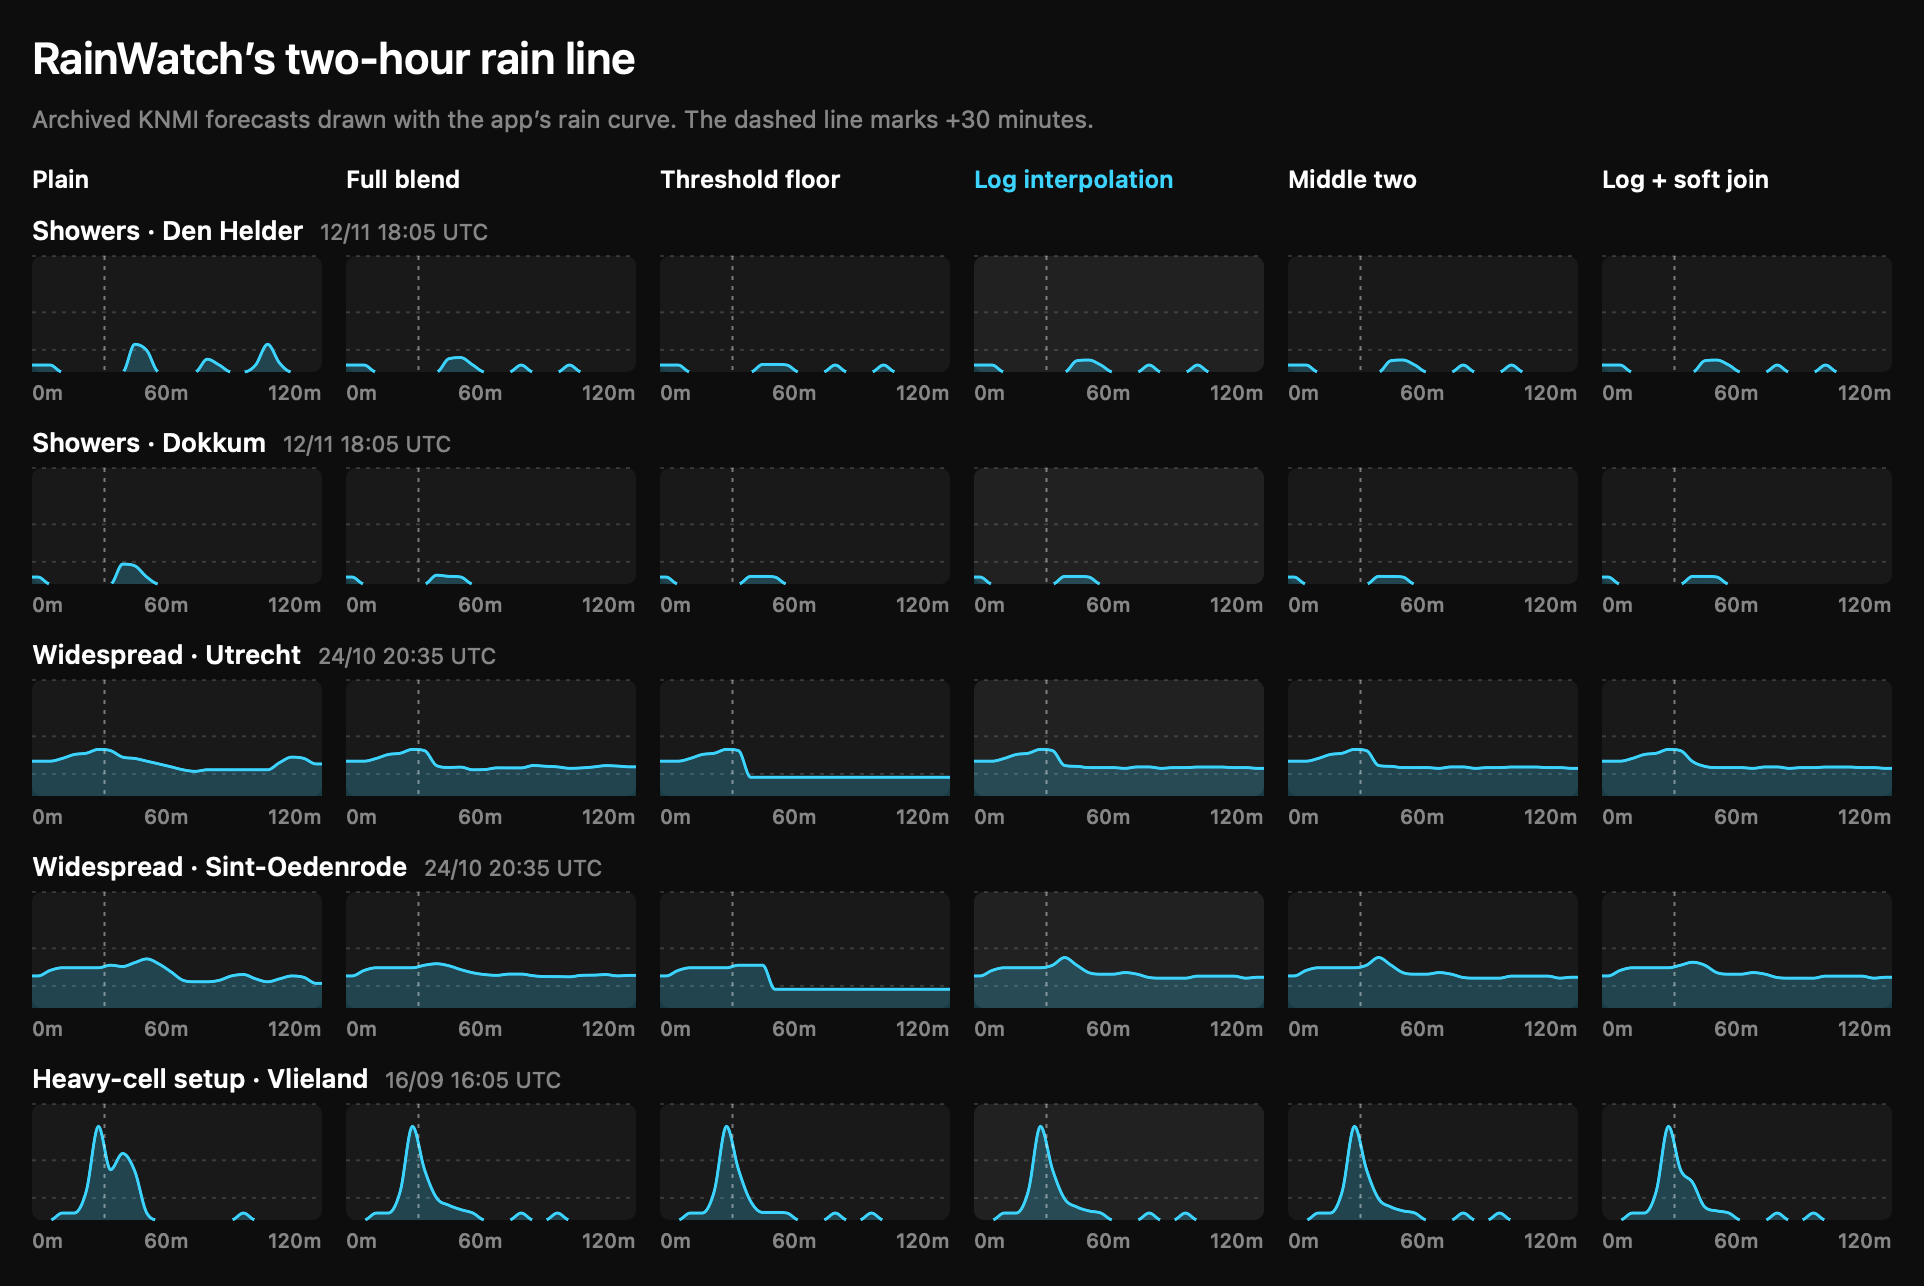 RainWatch’s two-hour rain line
Archived KNMI forecasts drawn with the app’s rain curve. The dashed line marks +30 minutes.
Plain Full blend Threshold floor Log interpolation Middle two Log + soft join
Showers · Den Helder 12/11 18:05 UTC
0m 60m 120m 0m 60m 120m 0m 60m 120m 0m 60m 120m 0m 60m 120m 0m 60m 120m
Showers · Dokkum 12/11 18:05 UTC
0m 60m 120m 0m 60m 120m 0m 60m 120m 0m 60m 120m 0m 60m 120m 0m 60m 120m
Widespread · Utrecht 24/10 20:35 UTC
0m 60m 120m 0m 60m 120m 0m 60m 120m 0m 60m 120m 0m 60m 120m 0m 60m 120m
Widespread · Sint-Oedenrode 24/10 20:35 UTC
0m 60m 120m 0m 60m 120m 0m 60m 120m 0m 60m 120m 0m 60m 120m 0m 60m 120m
Heavy-cell setup · Vlieland 16/09 16:05 UTC
0m 60m 120m 0m 60m 120m 0m 60m 120m 0m 60m 120m 0m 60m 120m 0m 60m 120m